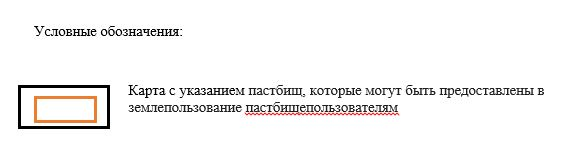 Условные обозначения:
Карта с указанием пастбищ, которые могут быть предоставлены в
землепользование пастбищепользователям